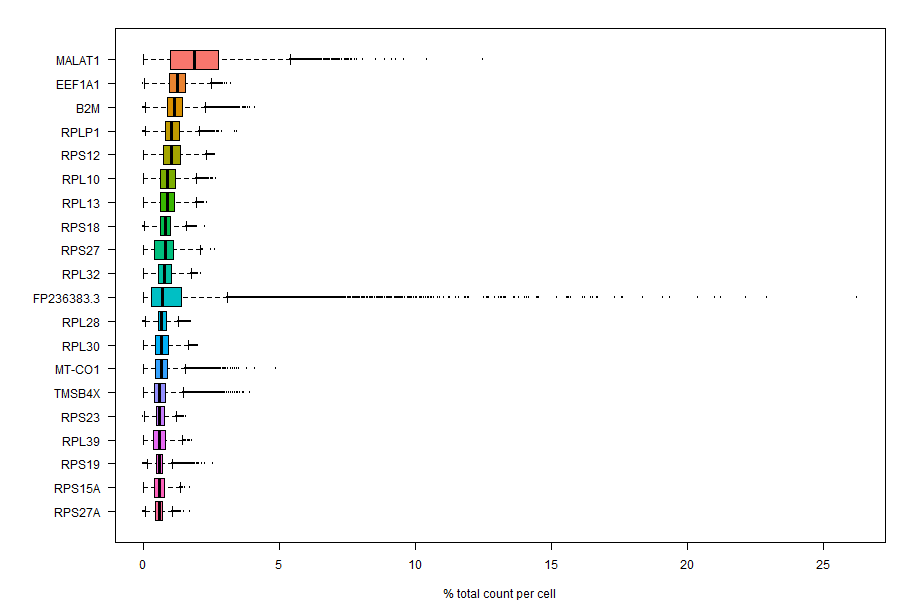 MALAT1
EEF1A1
B2M
RPLP1
RPS12
RPL10
RPL13
RPS18
RPS27
RPL32
FP236383.3
RPL28
RPL30
MT-CO1
TMSB4X
RPS23
RPL39
RPS19
RPS15A
RPS27A
0 5 10 15 20 25
% total count per cell